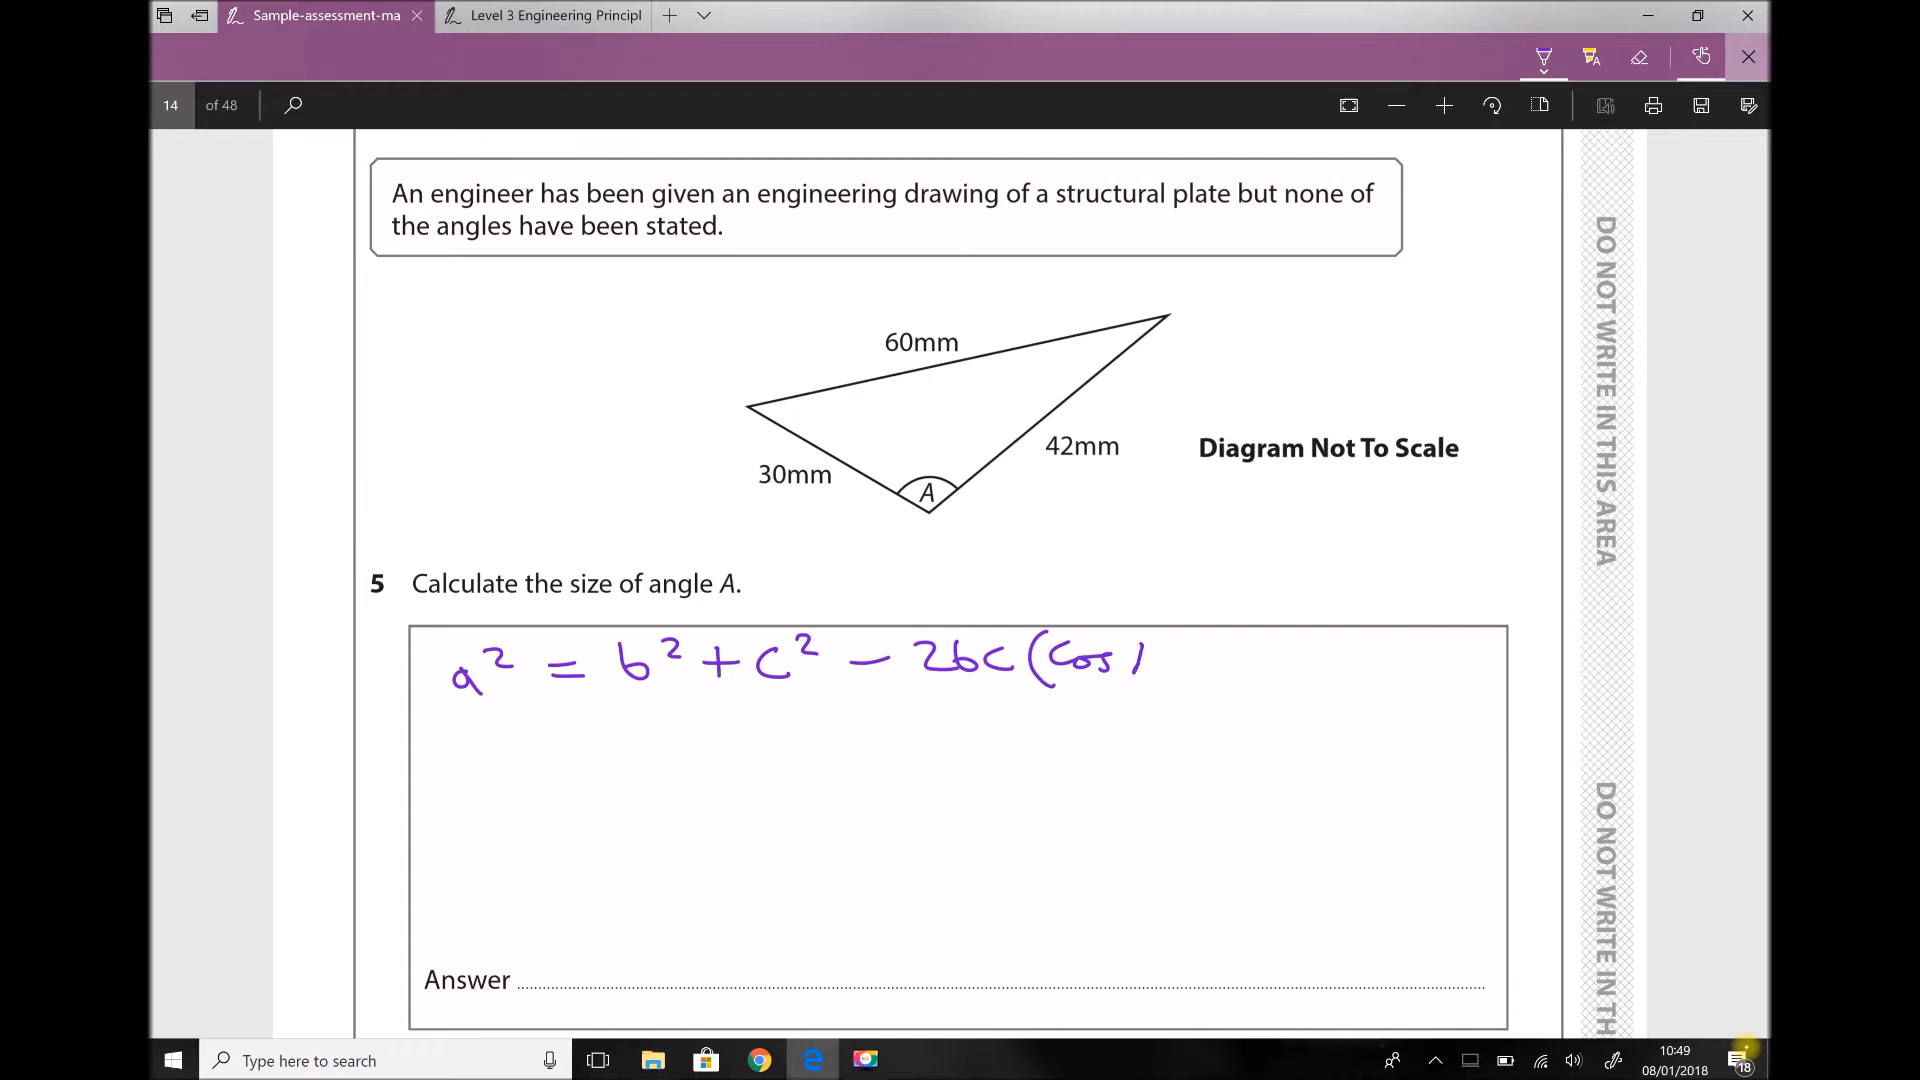 Sample-assessment-ma
Level 3 Engineering Principl
14 of 48
An engineer has been given an engineering drawing of a structural plate but none of
the angles have been stated.
60mm
42mm
Diagram Not To Scale
30mm
A
5 Calculate the size of angle A.
a² = b² + c² − 2bc (cos
Answer
DO NOT WRITE IN THIS AREA
DO NOT WRITE IN TH
Type here to search
10:49
08/01/2018
18